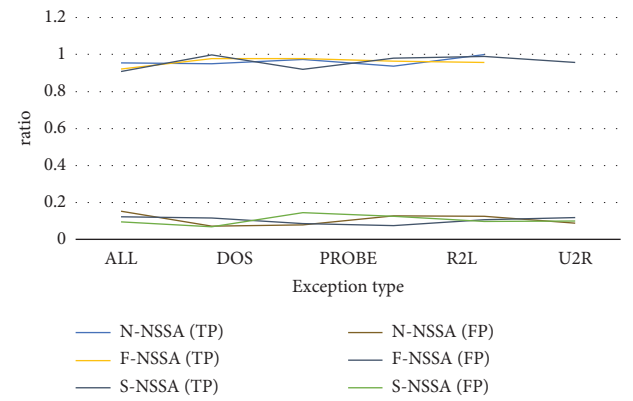 1.2
1
0.8
0.6
0.4
0.2
0
ratio
ALL DOS PROBE R2L U2R
Exception type
N-NSSA (TP) N-NSSA (FP)
F-NSSA (TP) F-NSSA (FP)
S-NSSA (TP) S-NSSA (FP)